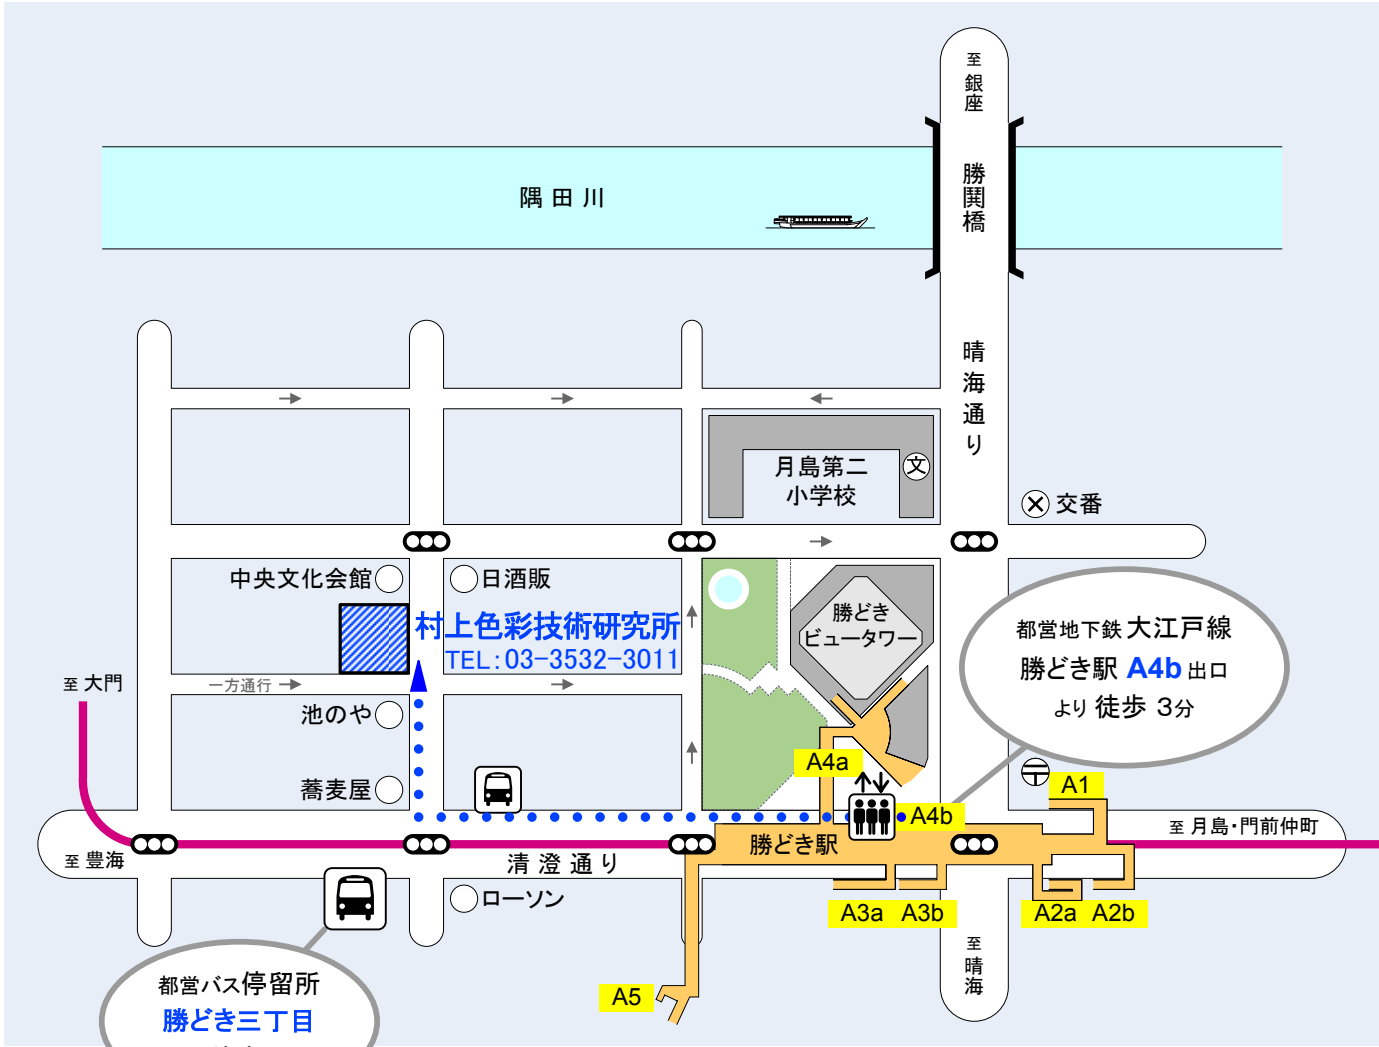 至
銀
座
勝
鬨
橋
隅田川
晴
海
通
り
月島第二
小学校
文
交番
中央文化会館
日酒販
村上色彩技術研究所
TEL:03-3532-3011
勝どき
ビュータワー
都営地下鉄 大江戸線
勝どき駅 A4b 出口
より 徒歩 3分
至 大門
一方通行
池のや
蕎麦屋
A4a
A1
A4b
至 月島・門前仲町
勝どき駅
至 豊海
清澄通り
ローソン
A3a
A3b
A2a
A2b
至
晴
海
A5
都営バス停留所
勝どき三丁目